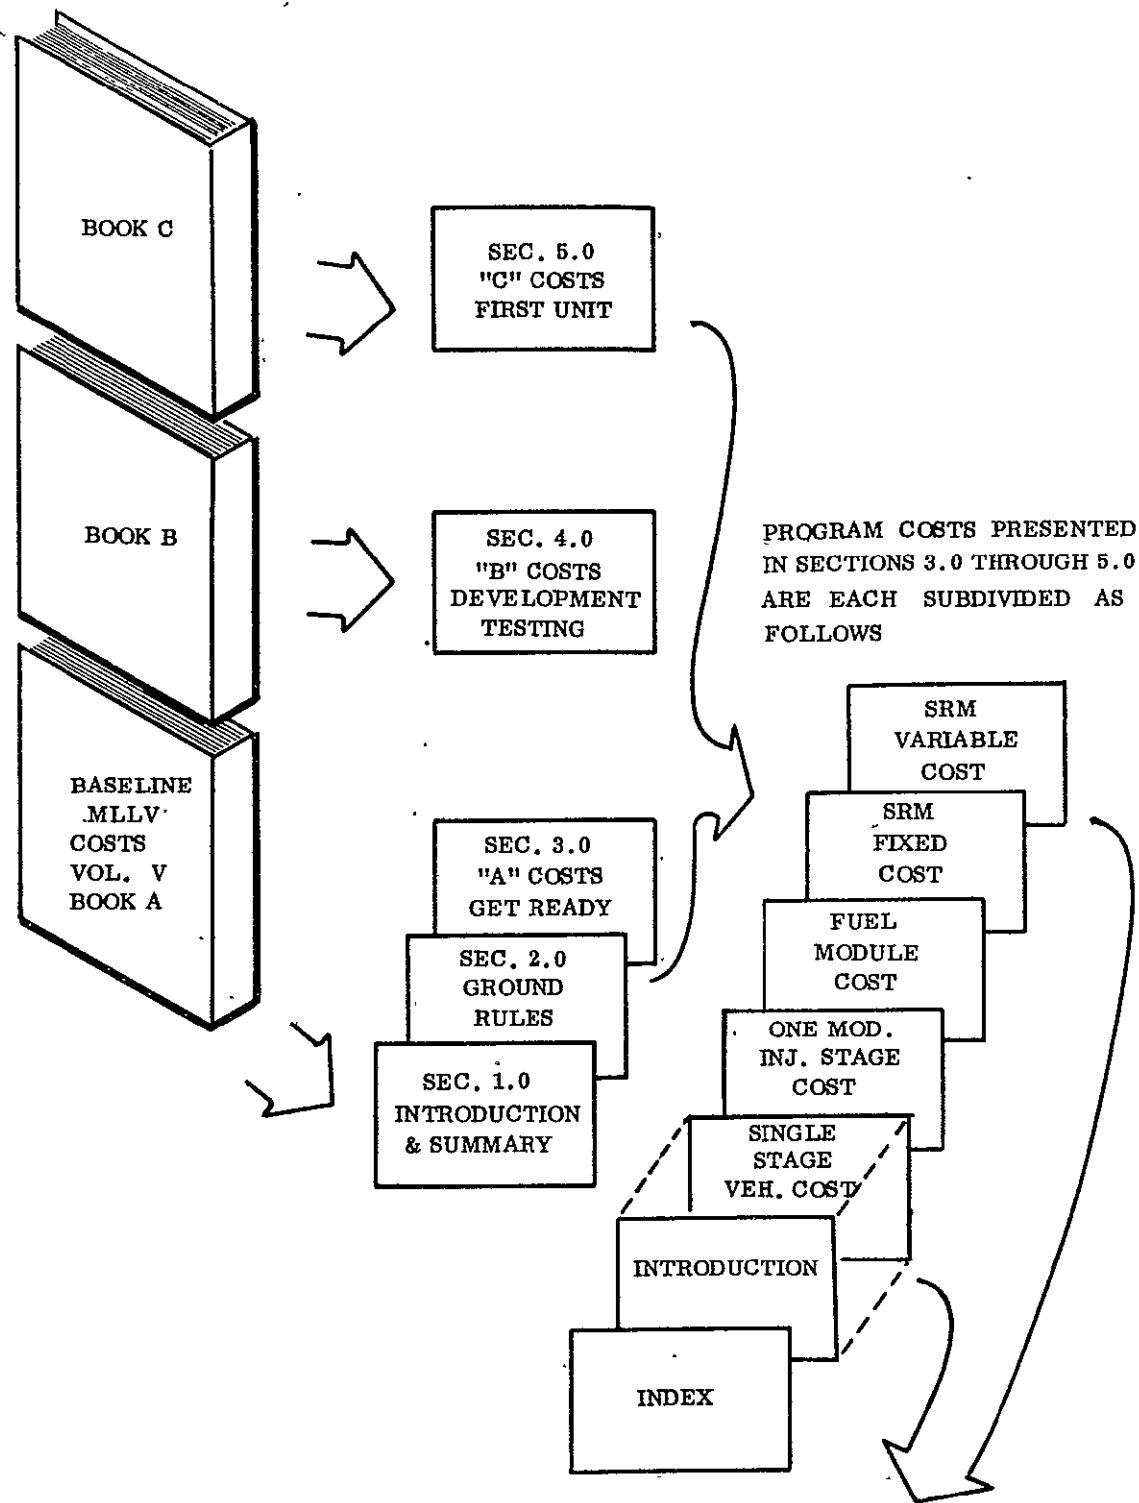 BOOK C
SEC. 5.0
"C" COSTS
FIRST UNIT
BOOK B
SEC. 4.0
"B" COSTS
DEVELOPMENT
TESTING
PROGRAM COSTS PRESENTED
IN SECTIONS 3.0 THROUGH 5.0
ARE EACH SUBDIVIDED AS
FOLLOWS
BASELINE
MLLV
COSTS
VOL. V
BOOK A
SEC. 3.0
"A" COSTS
GET READY
SEC. 2.0
GROUND
RULES
SEC. 1.0
INTRODUCTION
& SUMMARY
SRM
VARIABLE
COST
SRM
FIXED
COST
FUEL
MODULE
COST
ONE MOD.
INJ. STAGE
COST
SINGLE
STAGE
VEH. COST
INTRODUCTION
INDEX